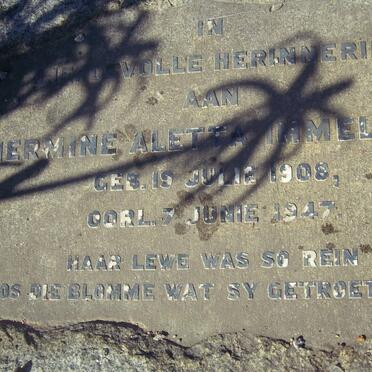 IN
VOLLE HERINNERI
AAN
ERMINE ALETTA IMMEL
GEB. 19 JULIE 1908,
OORL. 7 JUNIE 1947
HAAR LEWE WAS SO REIN
OS DIE BLOMME WAT SY GETROET